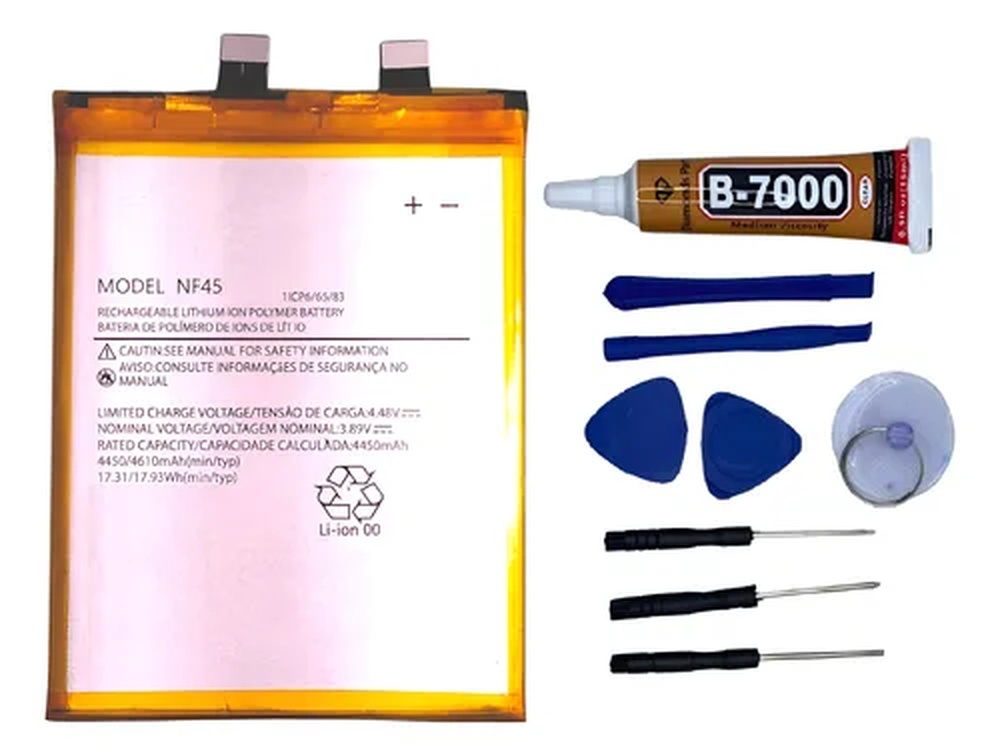 + −
MODEL NF45
1ICP6/65/83
RECHARGEABLE LITHIUM ION POLYMER BATTERY
BATERIA DE POLÍMERO DE IONS DE LÍTIO
CAUTIN:SEE MANUAL FOR SAFETY INFORMATION
AVISO:CONSULTE INFORMAÇÕES DE SEGURANÇA NO
MANUAL
LIMITED CHARGE VOLTAGE/TENSÃO DE CARGA:4.48V
NOMINAL VOLTAGE/VOLTAGEM NOMINAL:3.89V
RATED CAPACITY/CAPACIDADE CALCULADA:4450mAh
4450/4610mAh(min/typ)
17.31/17.93Wh(min/typ)
Li-ion 00
B-7000
CLEAR
Medium viscosity